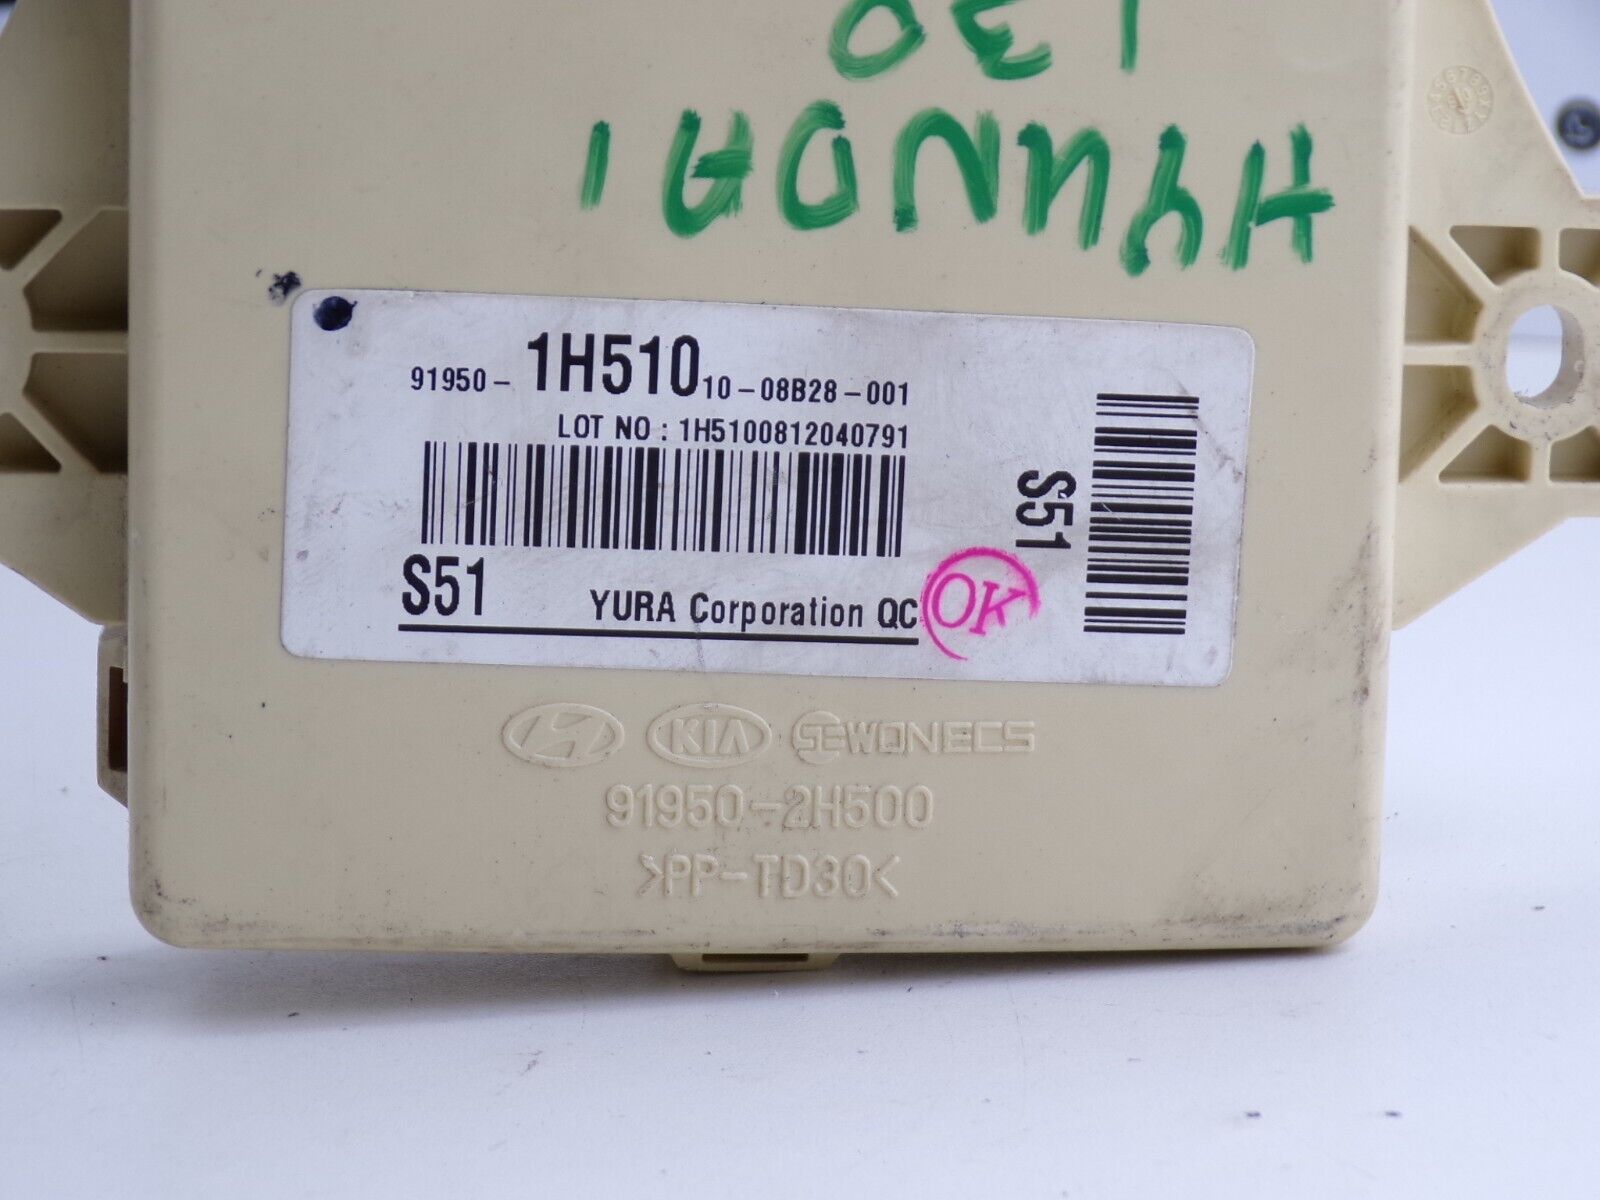 HYUNDAI
I30
91950- 1H510 10-08B28-001
LOT NO : 1H5100812040791
S51
S51 YURA Corporation QC
OK
KIA SEWONECS
91950-2H500
>PP-TD30<